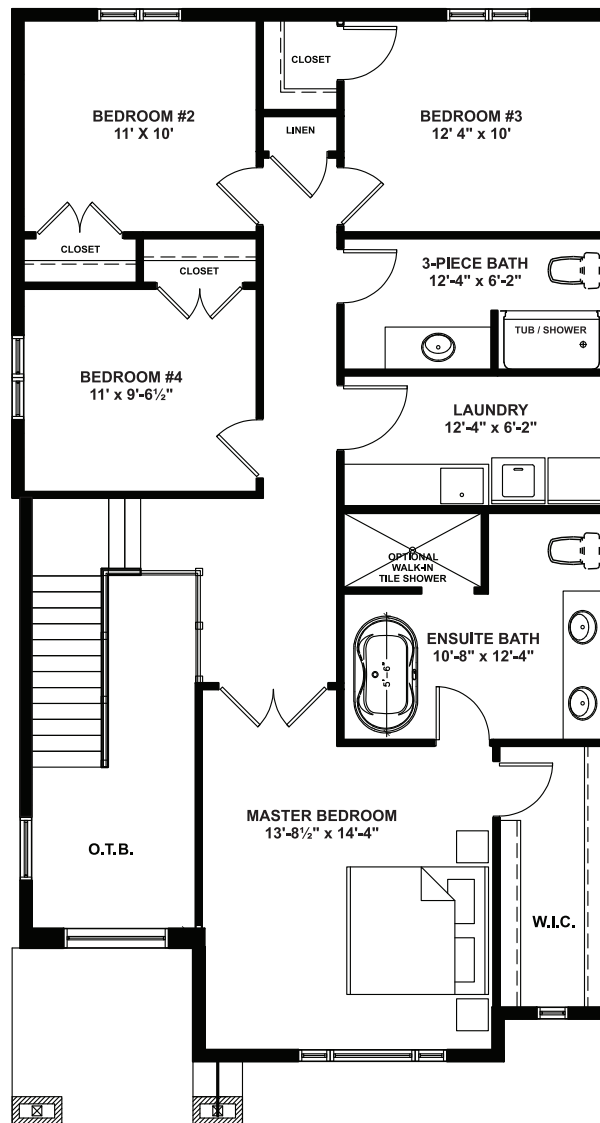 CLOSET
BEDROOM #2
11' X 10'
LINEN
BEDROOM #3
12' 4" x 10'
CLOSET
CLOSET
3-PIECE BATH
12'-4" x 6'-2"
TUB / SHOWER
BEDROOM #4
11' x 9'-6½"
LAUNDRY
12'-4" x 6'-2"
OPTIONAL
WALK-IN
TILE SHOWER
ENSUITE BATH
10'-8" x 12'-4"
5'-6"
MASTER BEDROOM
13'-8½" x 14'-4"
O.T.B.
W.I.C.